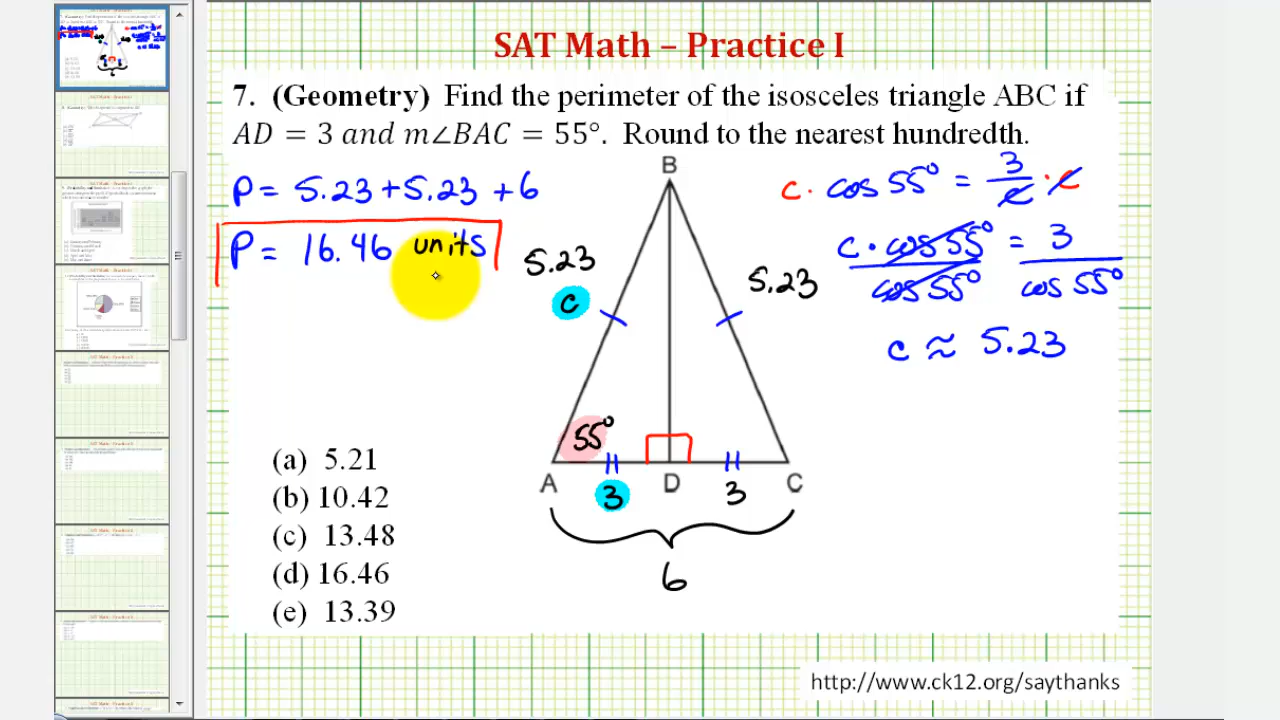 SAT Math – Practice I
7. (Geometry) Find the perimeter of the isosceles triangle ABC if
AD = 3 and m∠BAC = 55°. Round to the nearest hundredth.
P = 5.23 + 5.23 + 6
P = 16.46 units
B
c · cos 55° = 3/c · c
c · cos 55° / cos 55° = 3 / cos 55°
c ≈ 5.23
5.23
c
5.23
55°
A D C
3 3
6
(a) 5.21
(b) 10.42
(c) 13.48
(d) 16.46
(e) 13.39
http://www.ck12.org/saythanks